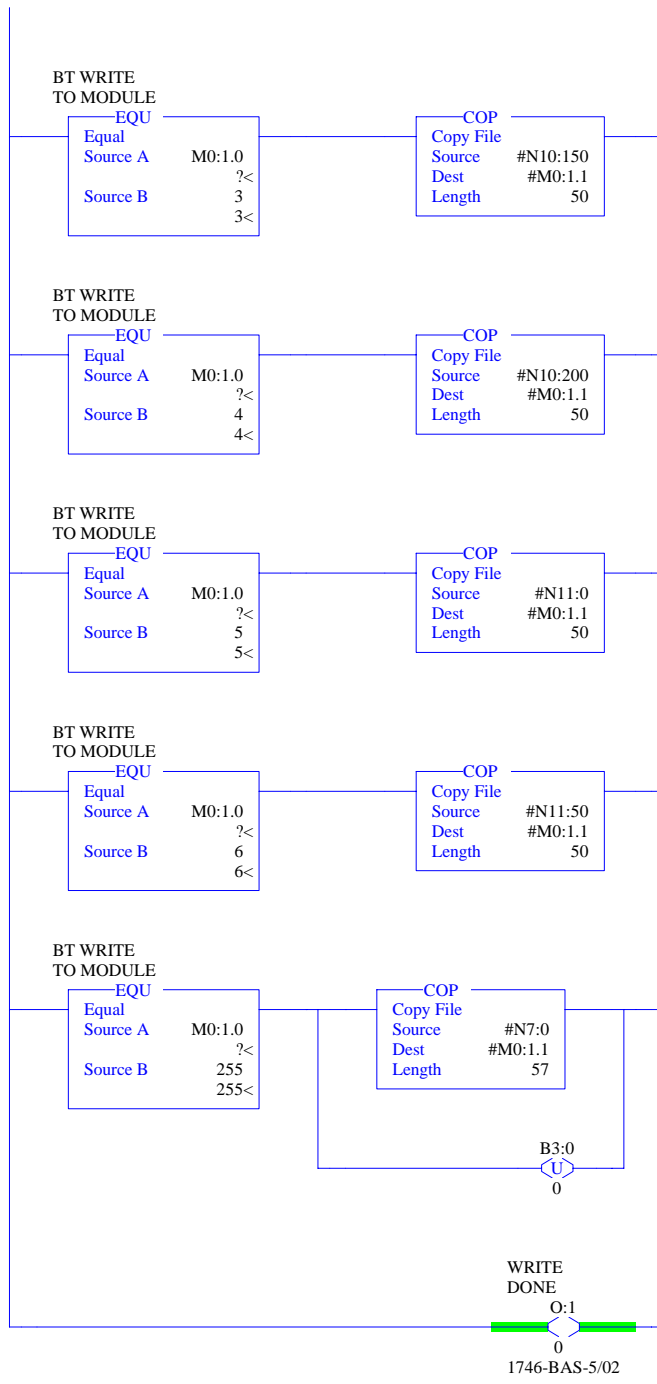 BT WRITE
TO MODULE
EQU
Equal
Source A M0:1.0
?<
Source B 3
3<
COP
Copy File
Source #N10:150
Dest #M0:1.1
Length 50
BT WRITE
TO MODULE
EQU
Equal
Source A M0:1.0
?<
Source B 4
4<
COP
Copy File
Source #N10:200
Dest #M0:1.1
Length 50
BT WRITE
TO MODULE
EQU
Equal
Source A M0:1.0
?<
Source B 5
5<
COP
Copy File
Source #N11:0
Dest #M0:1.1
Length 50
BT WRITE
TO MODULE
EQU
Equal
Source A M0:1.0
?<
Source B 6
6<
COP
Copy File
Source #N11:50
Dest #M0:1.1
Length 50
BT WRITE
TO MODULE
EQU
Equal
Source A M0:1.0
?<
Source B 255
255<
COP
Copy File
Source #N7:0
Dest #M0:1.1
Length 57
B3:0
U
0
WRITE
DONE
O:1
0
1746-BAS-5/02